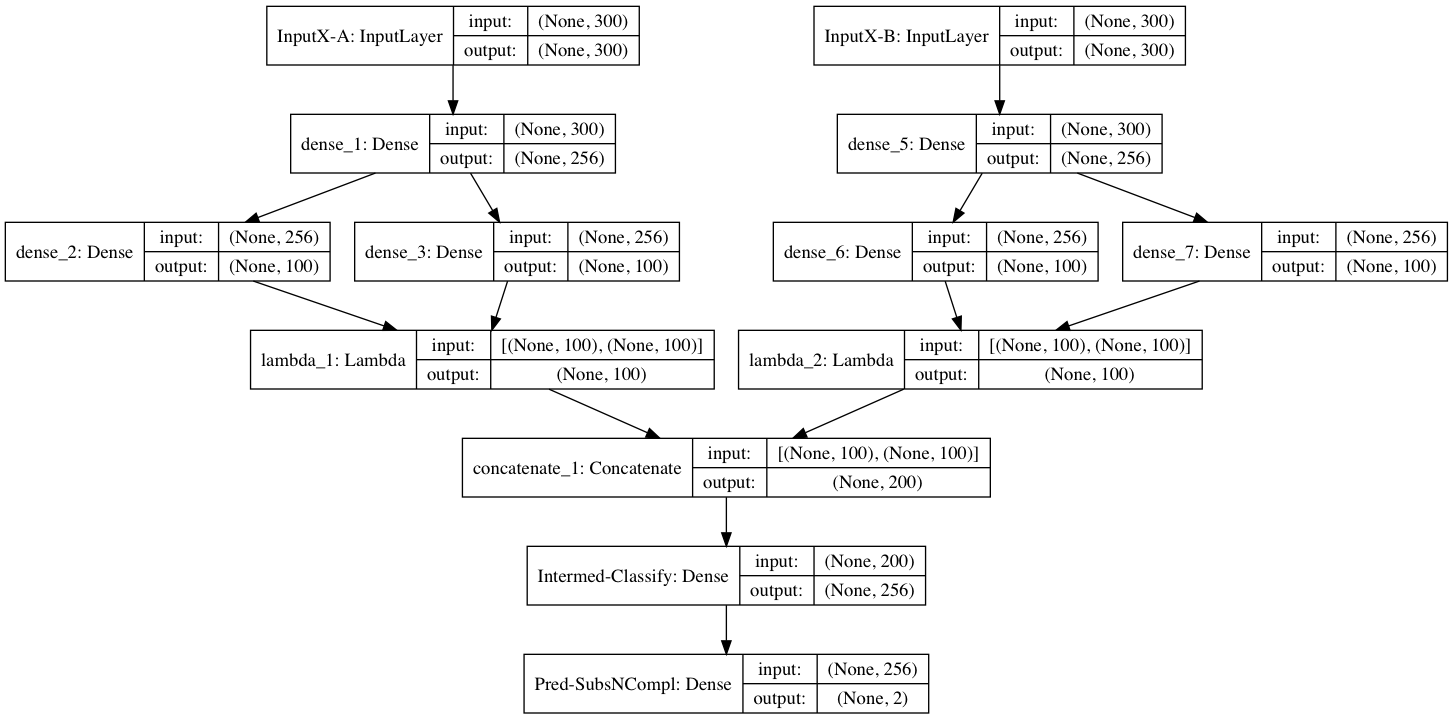 InputX-A: InputLayer
input: (None, 300)
output: (None, 300)
InputX-B: InputLayer
input: (None, 300)
output: (None, 300)
dense_1: Dense
input: (None, 300)
output: (None, 256)
dense_5: Dense
input: (None, 300)
output: (None, 256)
dense_2: Dense
input: (None, 256)
output: (None, 100)
dense_3: Dense
input: (None, 256)
output: (None, 100)
dense_6: Dense
input: (None, 256)
output: (None, 100)
dense_7: Dense
input: (None, 256)
output: (None, 100)
lambda_1: Lambda
input: [(None, 100), (None, 100)]
output: (None, 100)
lambda_2: Lambda
input: [(None, 100), (None, 100)]
output: (None, 100)
concatenate_1: Concatenate
input: [(None, 100), (None, 100)]
output: (None, 200)
Intermed-Classify: Dense
input: (None, 200)
output: (None, 256)
Pred-SubsNCompl: Dense
input: (None, 256)
output: (None, 2)